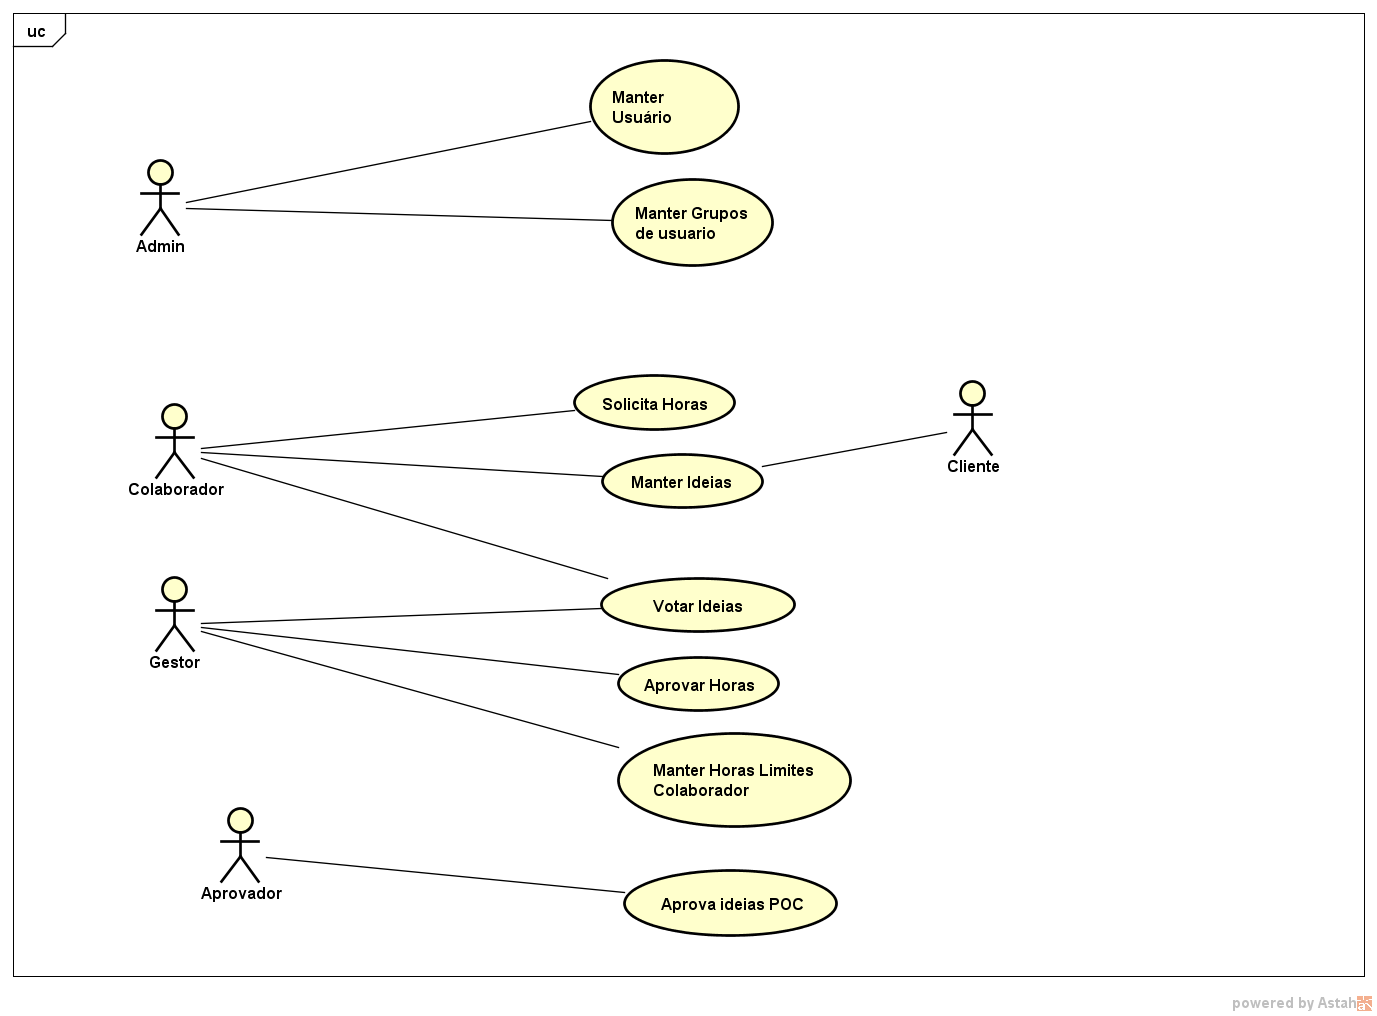 uc
Manter
Usuário
Admin
Manter Grupos
de usuario
Solicita Horas
Colaborador
Manter Ideias
Cliente
Votar Ideias
Gestor
Aprovar Horas
Manter Horas Limites
Colaborador
Aprovador
Aprova ideias POC
powered by Astah